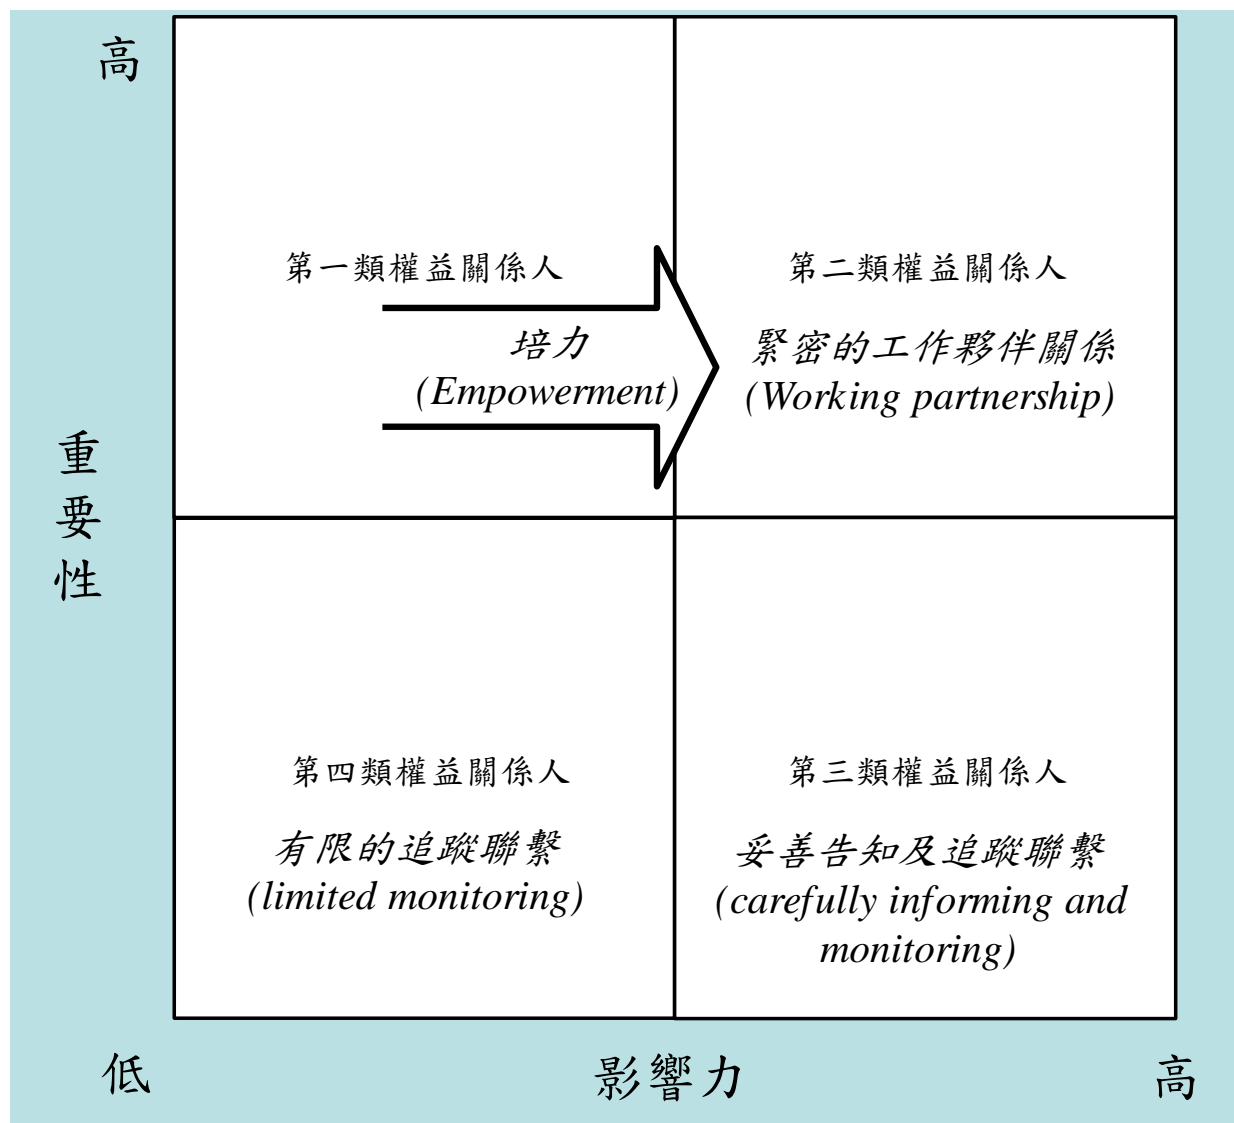 高
第一類權益關係人
培力
(Empowerment)
第二類權益關係人
緊密的工作夥伴關係
(Working partnership)
重
要
性
第四類權益關係人
有限的追蹤聯繫
(limited monitoring)
第三類權益關係人
妥善告知及追蹤聯繫
(carefully informing and
monitoring)
低
影響力
高